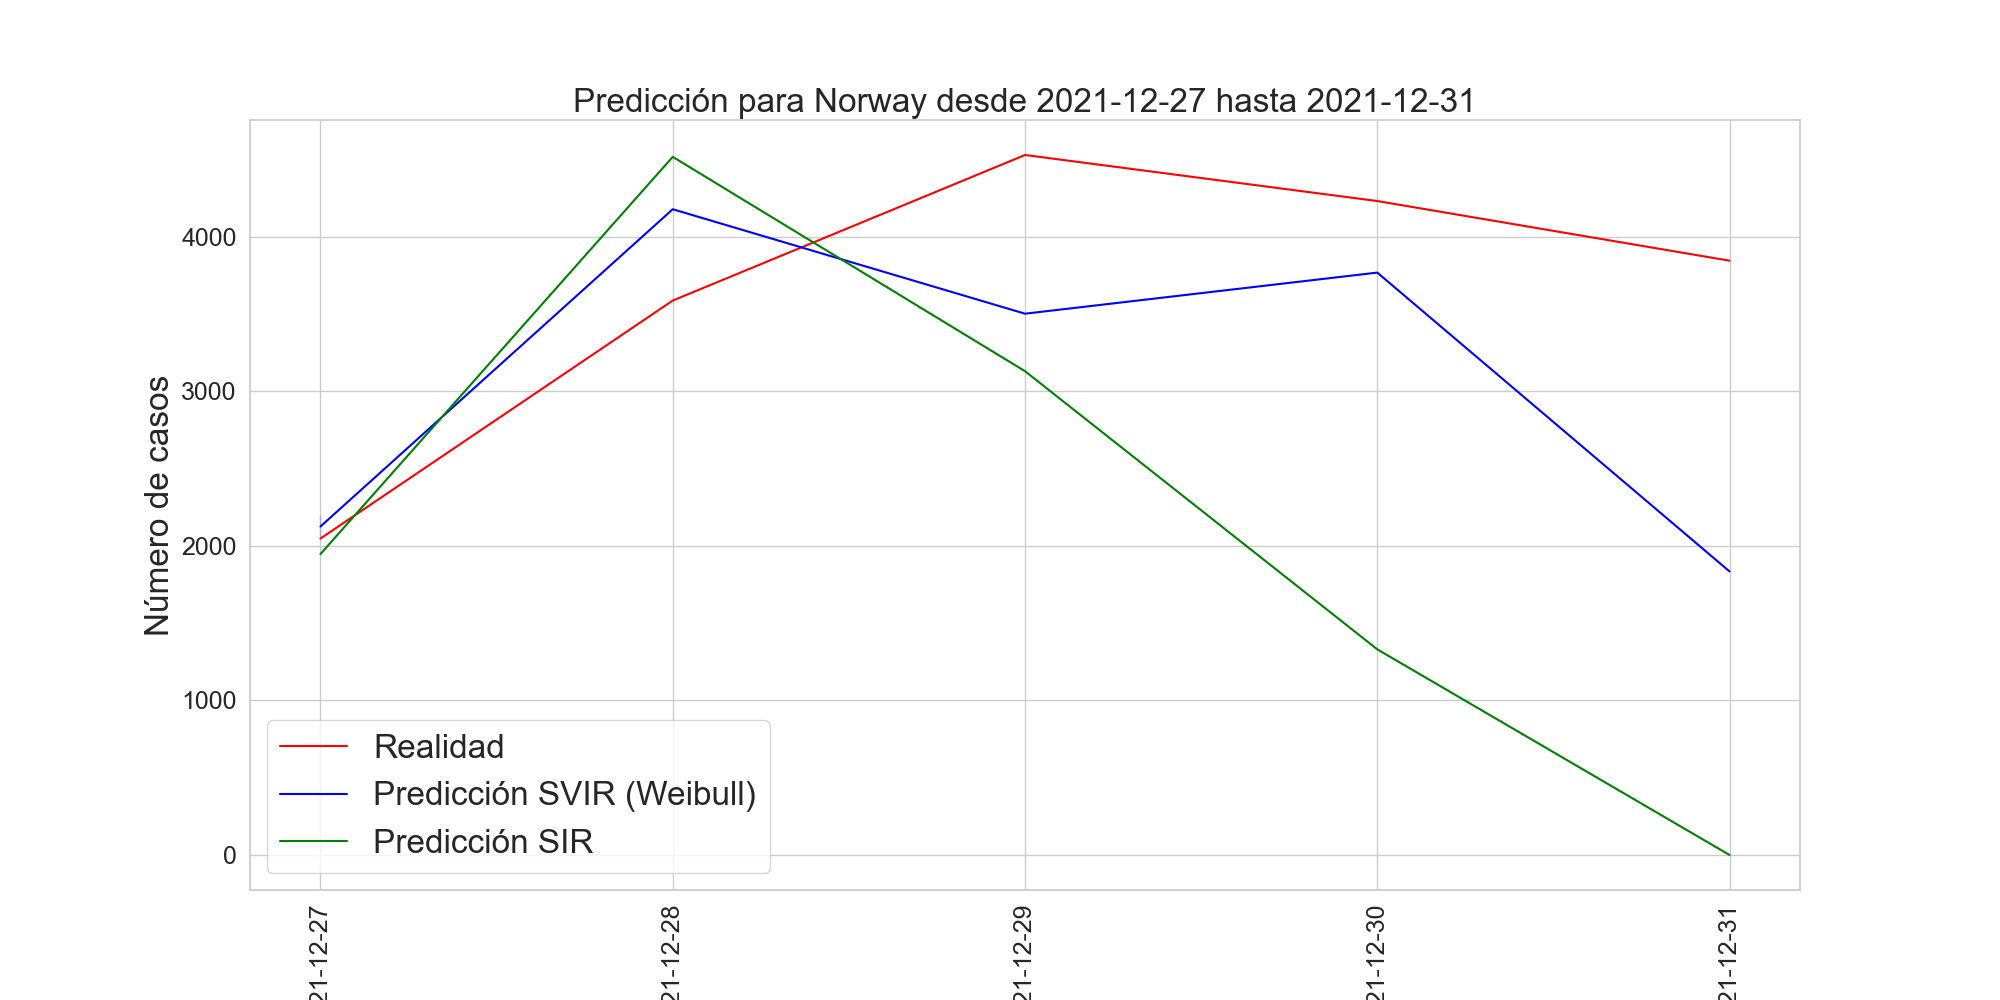 Predicción para Norway desde 2021-12-27 hasta 2021-12-31
Número de casos
4000
3000
2000
1000
0
Realidad
Predicción SVIR (Weibull)
Predicción SIR
21-12-27
21-12-28
21-12-29
21-12-30
21-12-31